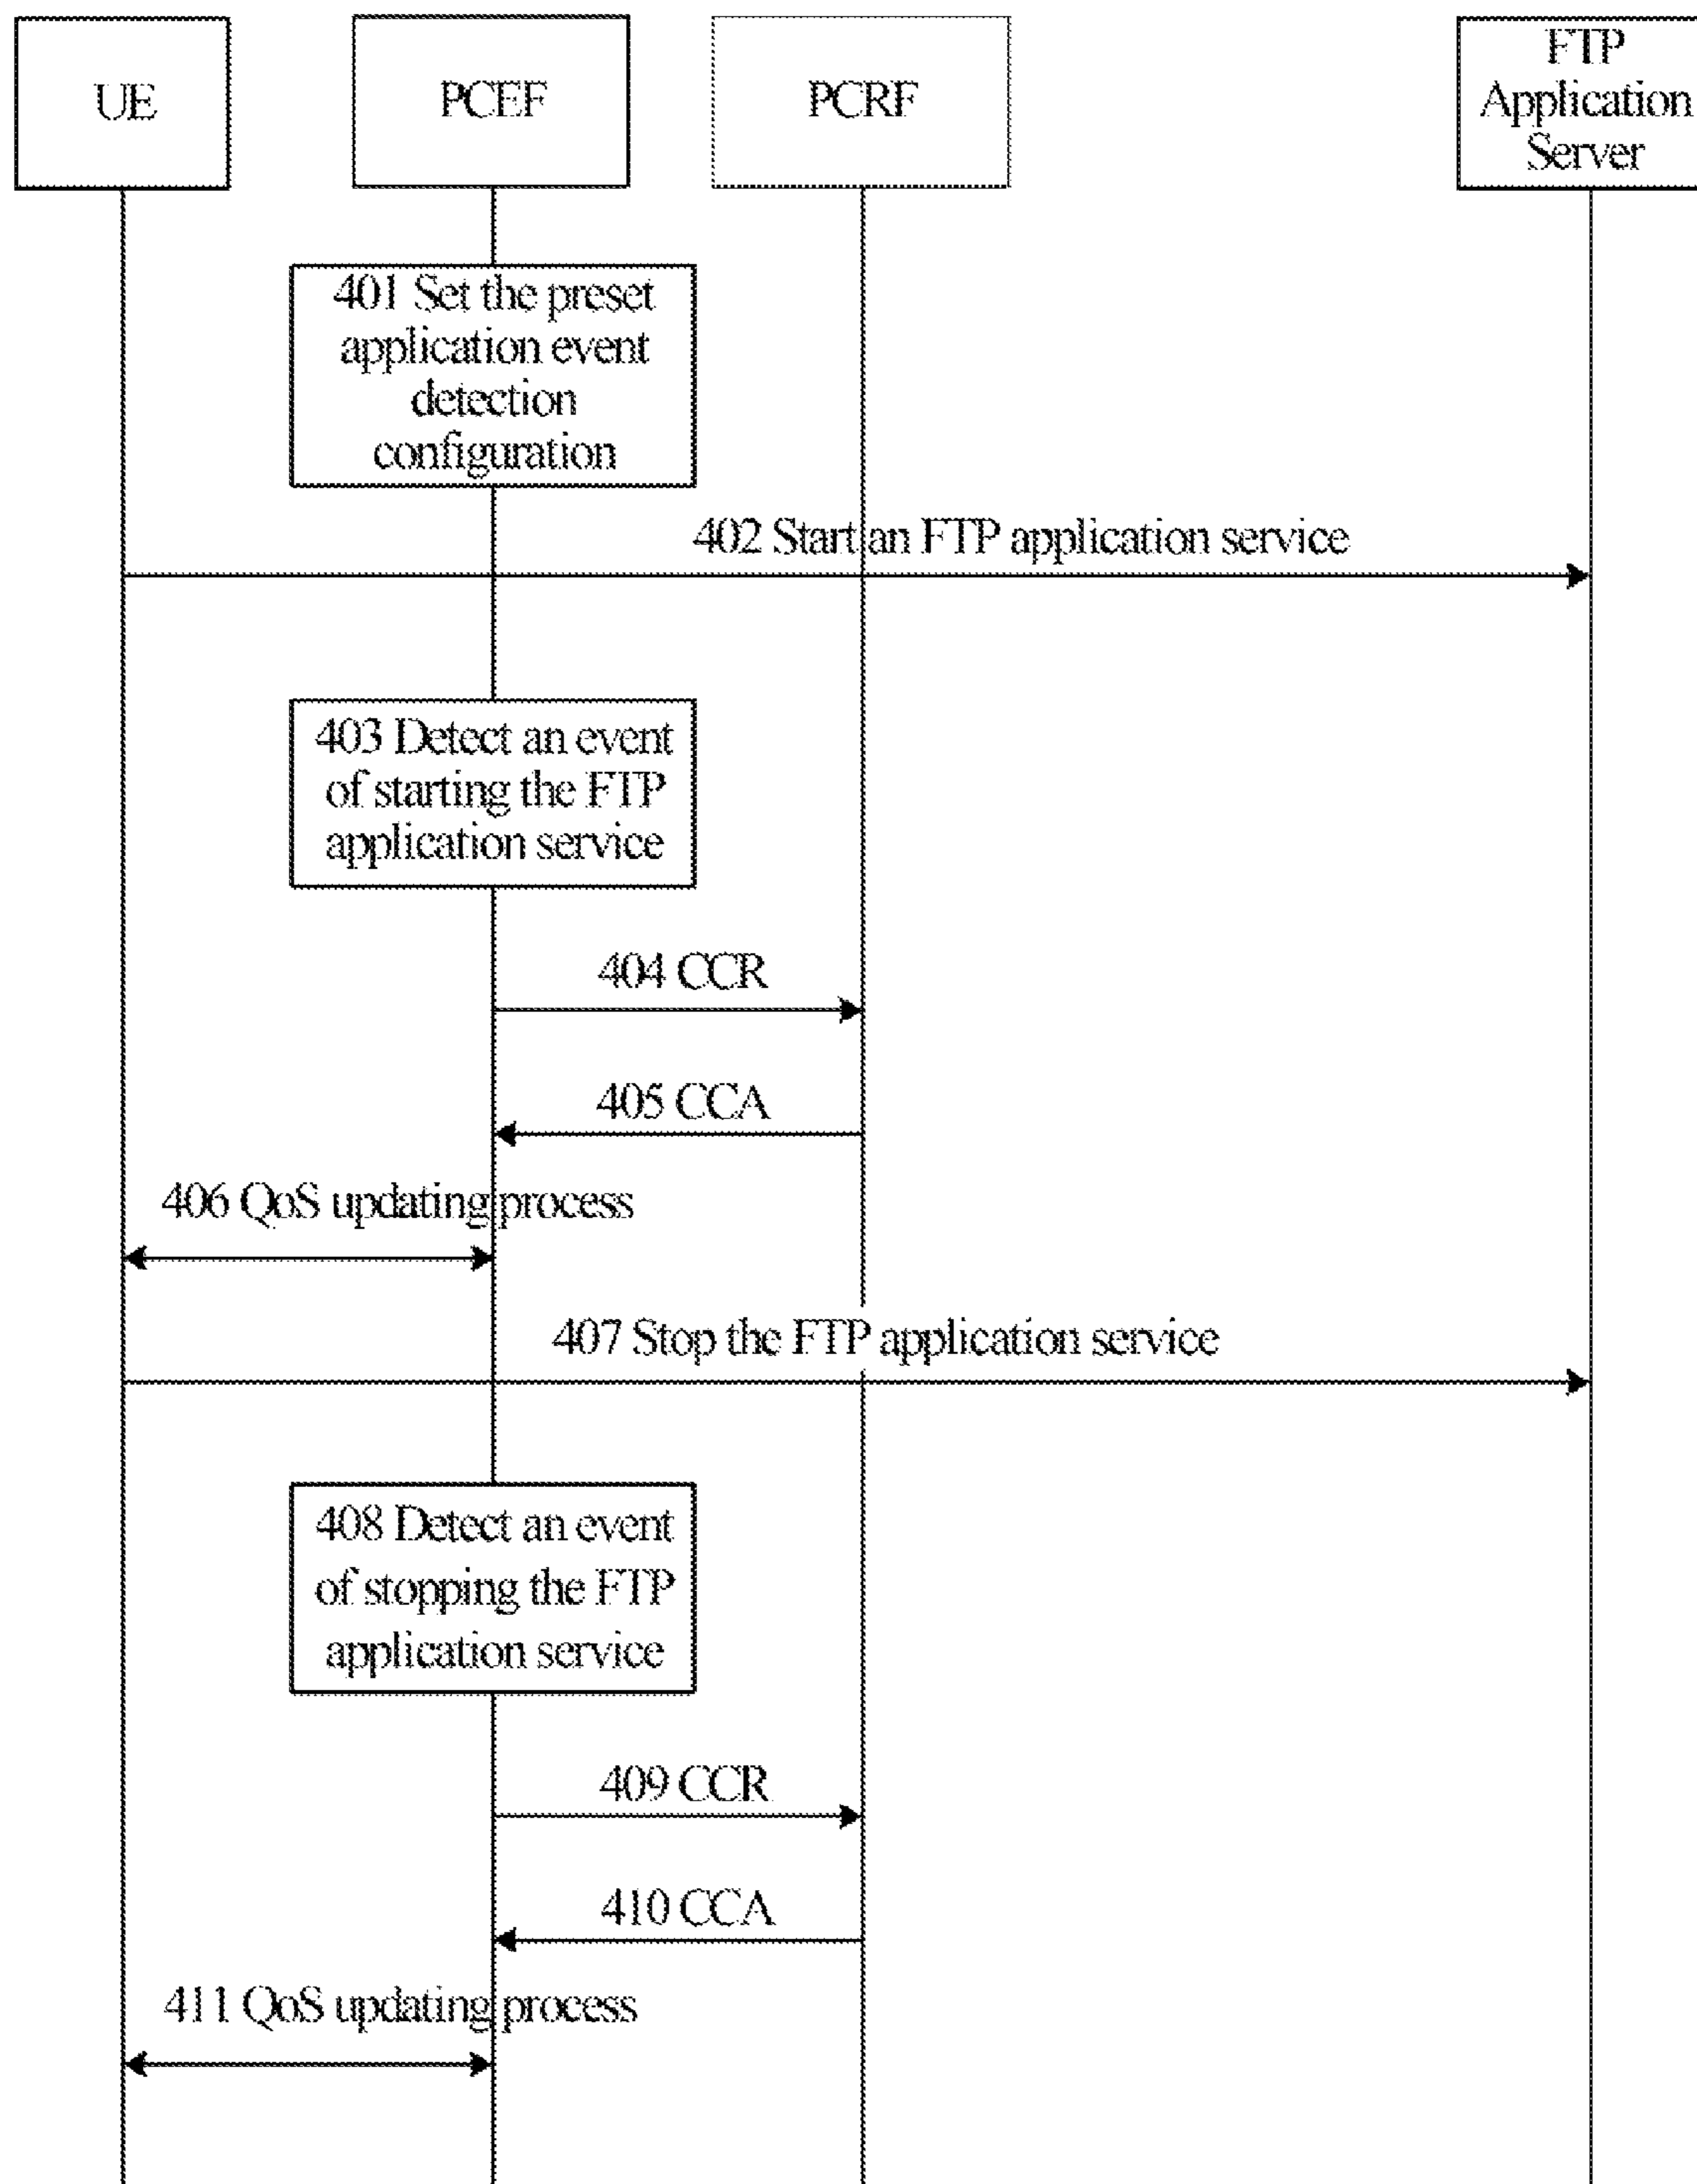 UE
PCEF
PCRF
FTP
Application
Server
401 Set the preset
application event
detection
configuration
402 Start an FTP application service
403 Detect an event
of starting the FTP
application service
404 CCR
405 CCA
406 QoS updating process
407 Stop the FTP application service
408 Detect an event
of stopping the FTP
application service
409 CCR
410 CCA
411 QoS updating process